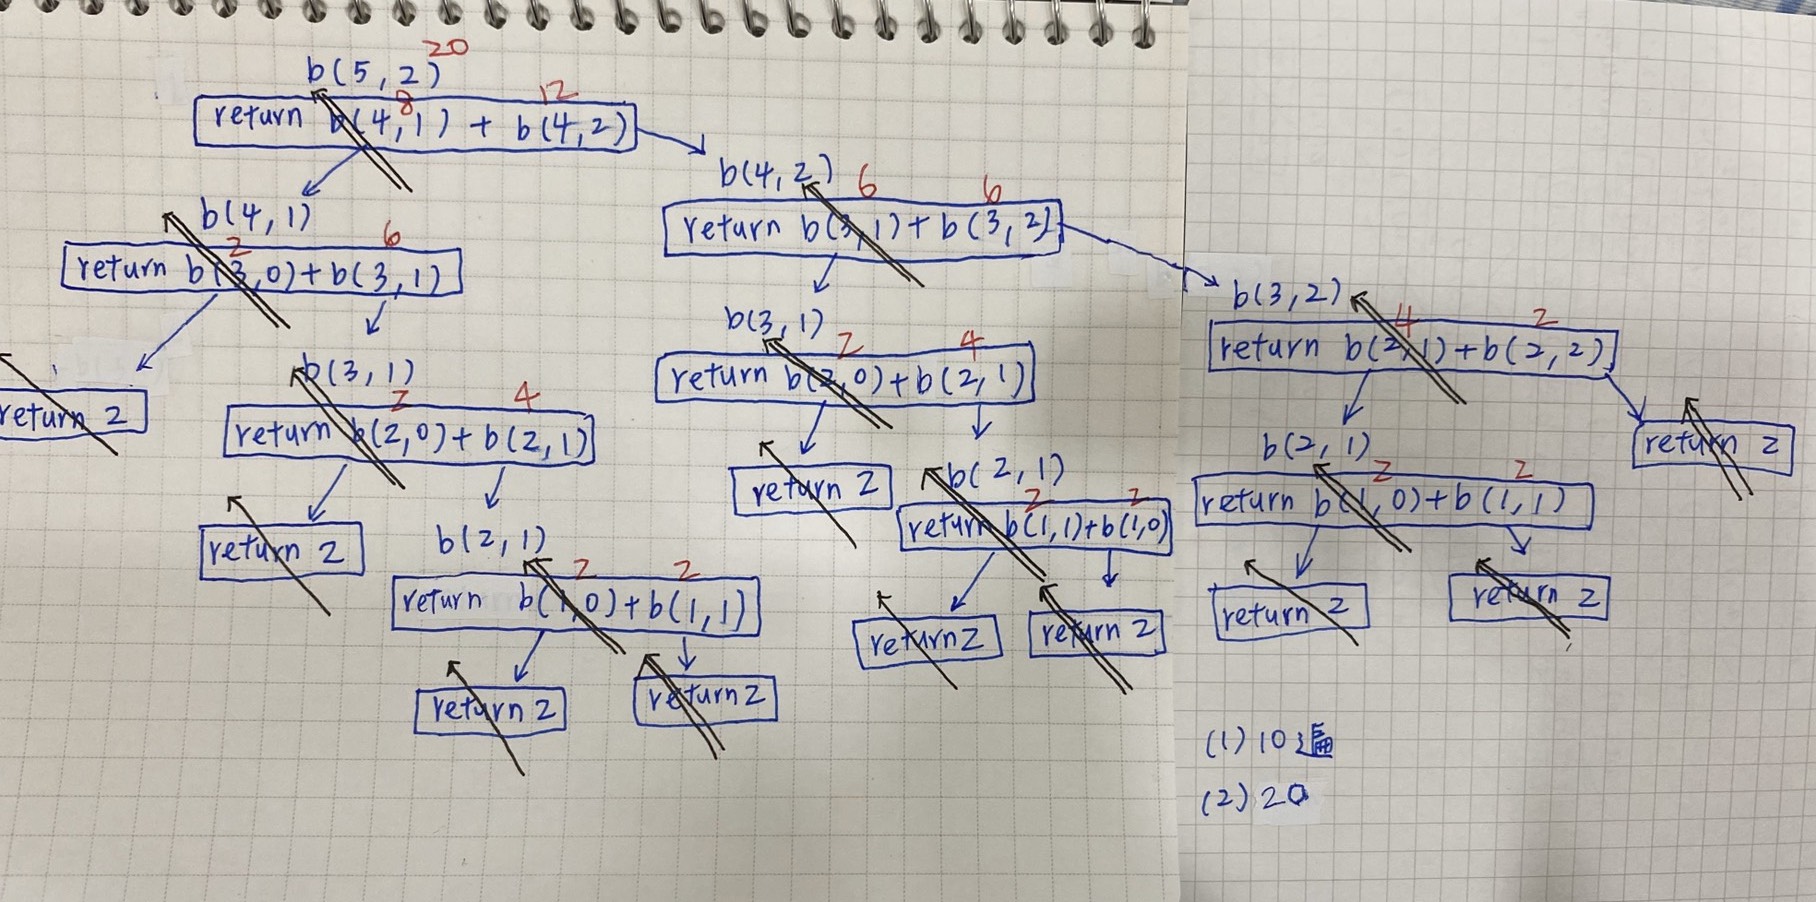 20
b(5,2)
8 12
return b(4,1) + b(4,2)
b(4,2)
6 6
return b(3,1)+b(3,2)
b(4,1)
2 6
return b(3,0)+b(3,1)
b(3,2)
4 2
return b(2,1)+b(2,2)
b(3,1)
2 4
return b(2,0)+b(2,1)
return 2
b(3,1)
2 4
return b(2,0)+b(2,1)
return 2
b(2,1)
2 2
return b(1,0)+b(1,1)
return 2
b(2,1)
2 2
return b(1,1)+b(1,0)
return 2
b(2,1)
2 2
return b(1,0)+b(1,1)
return 2
return 2
return 2
return 2
return 2
return 2
(1) 10遍
(2) 20